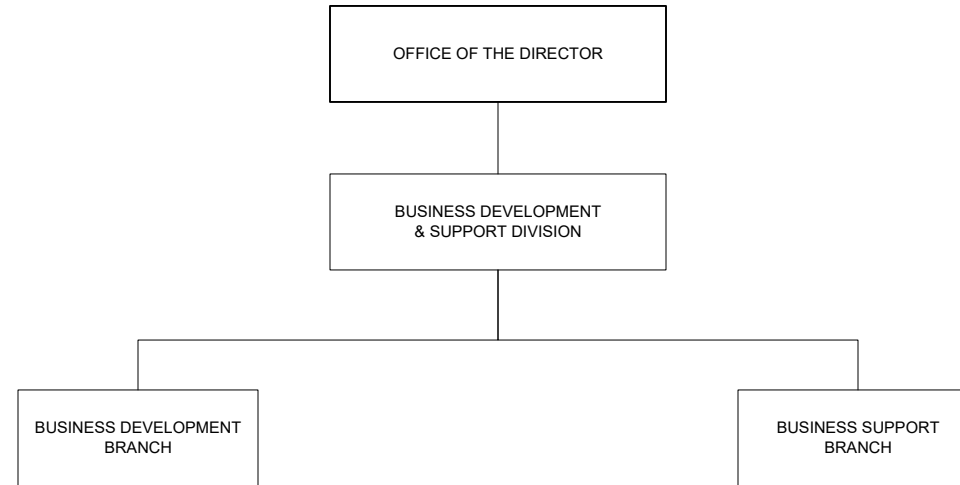 OFFICE OF THE DIRECTOR
BUSINESS DEVELOPMENT
& SUPPORT DIVISION
BUSINESS DEVELOPMENT
BRANCH
BUSINESS SUPPORT
BRANCH